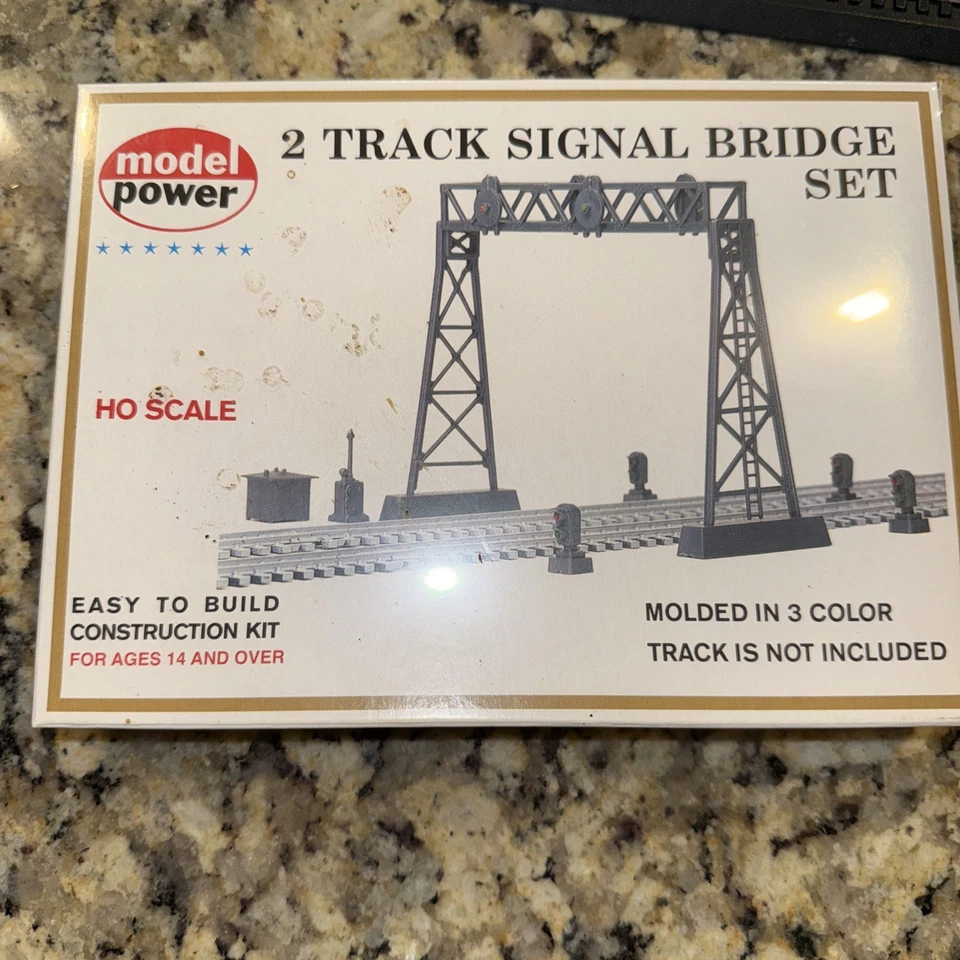 model
power
2 TRACK SIGNAL BRIDGE
SET
HO SCALE
EASY TO BUILD
CONSTRUCTION KIT
FOR AGES 14 AND OVER
MOLDED IN 3 COLOR
TRACK IS NOT INCLUDED